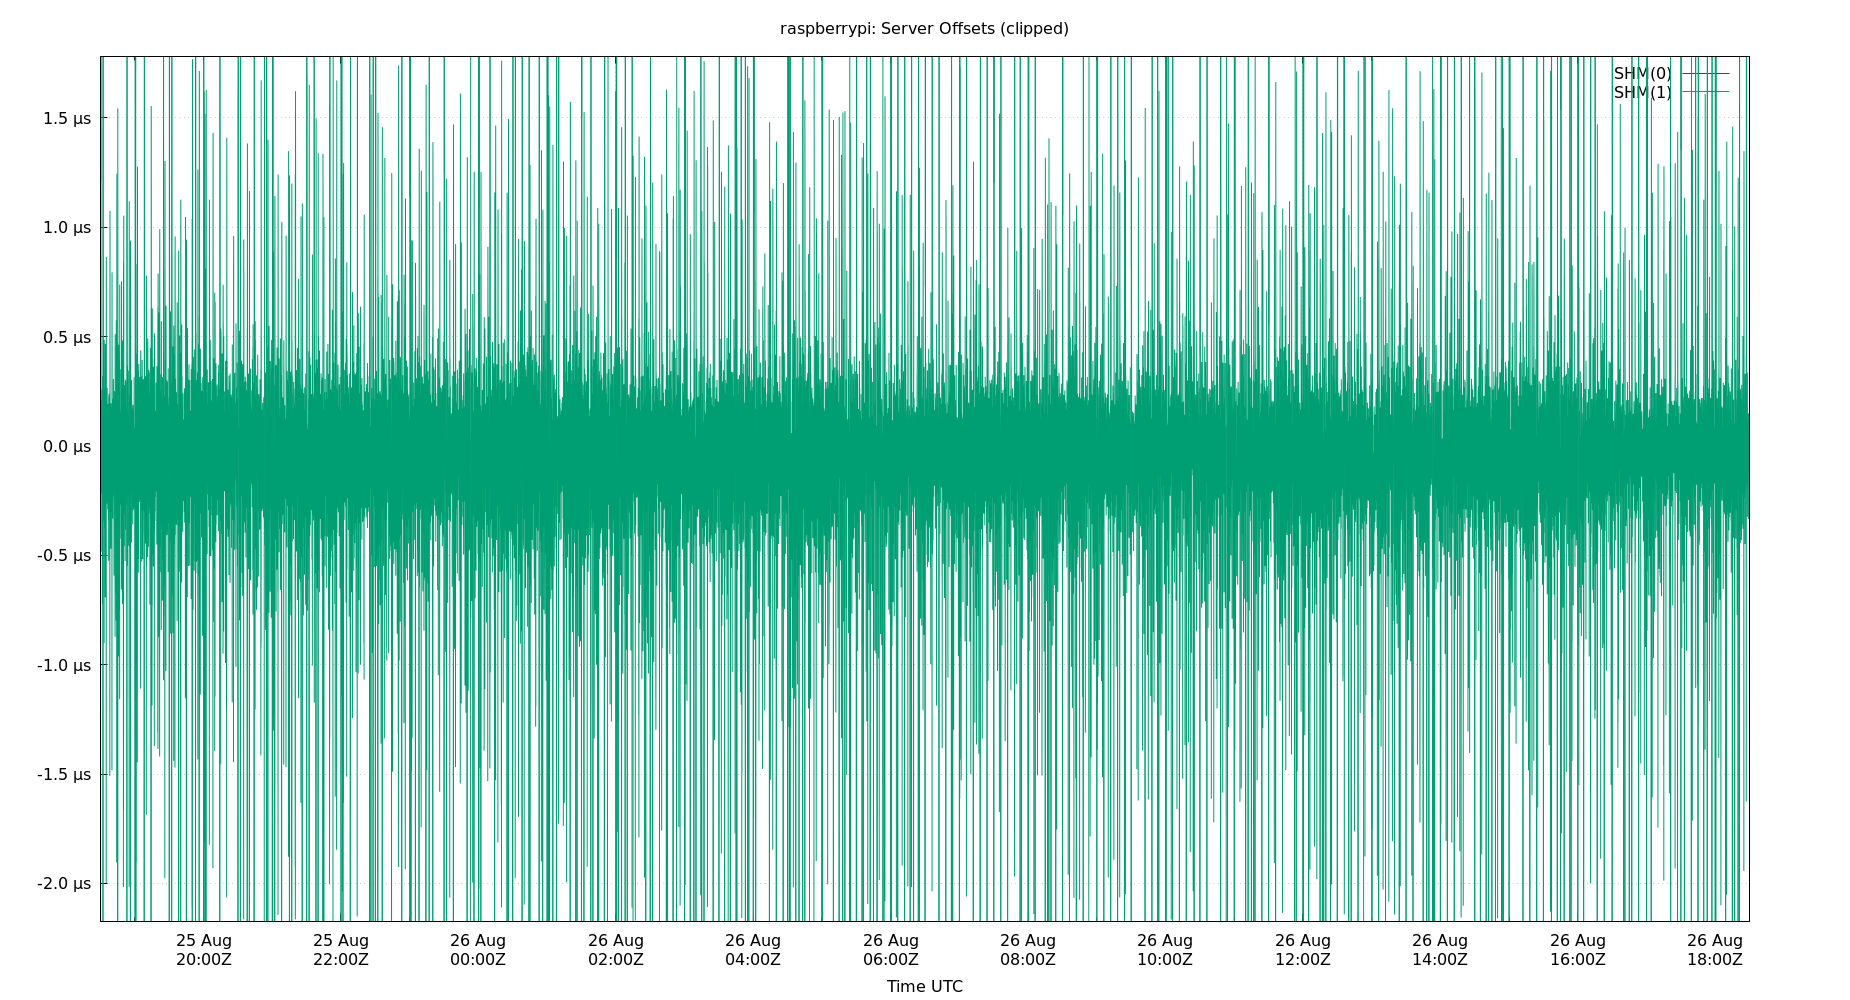 raspberrypi: Server Offsets (clipped)
SHM(0)
SHM(1)
1.5 µs
1.0 µs
0.5 µs
0.0 µs
-0.5 µs
-1.0 µs
-1.5 µs
-2.0 µs
25 Aug 25 Aug 26 Aug 26 Aug 26 Aug 26 Aug 26 Aug 26 Aug 26 Aug 26 Aug 26 Aug 26 Aug
20:00Z 22:00Z 00:00Z 02:00Z 04:00Z 06:00Z 08:00Z 10:00Z 12:00Z 14:00Z 16:00Z 18:00Z
Time UTC